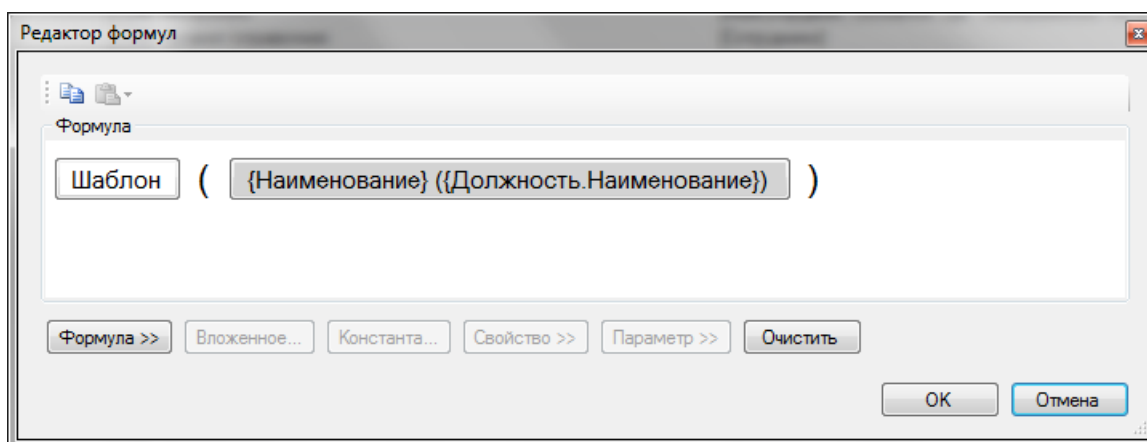 Редактор формул
Формула
Шаблон ( {Наименование} ({Должность.Наименование}) )
Формула >> Вложенное... Константа... Свойство >> Параметр >> Очистить
OK Отмена